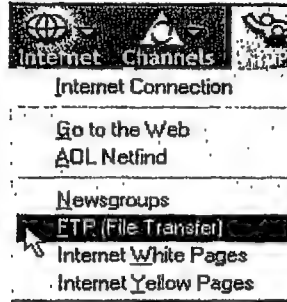 Internet Channels
Internet Connection
Go to the Web
AOL Netfind
Newsgroups
FTP (File Transfer)
Internet White Pages
Internet Yellow Pages